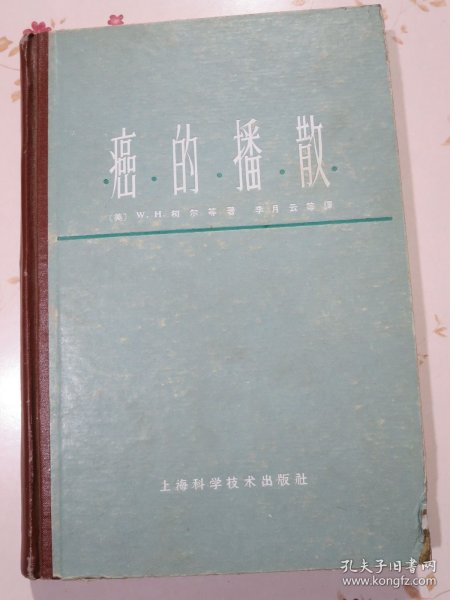 癌·的·播·散·
〔美〕W.H.柯尔等著 李月云等译
上海科学技术出版社
孔夫子旧书网
www.kongfz.com